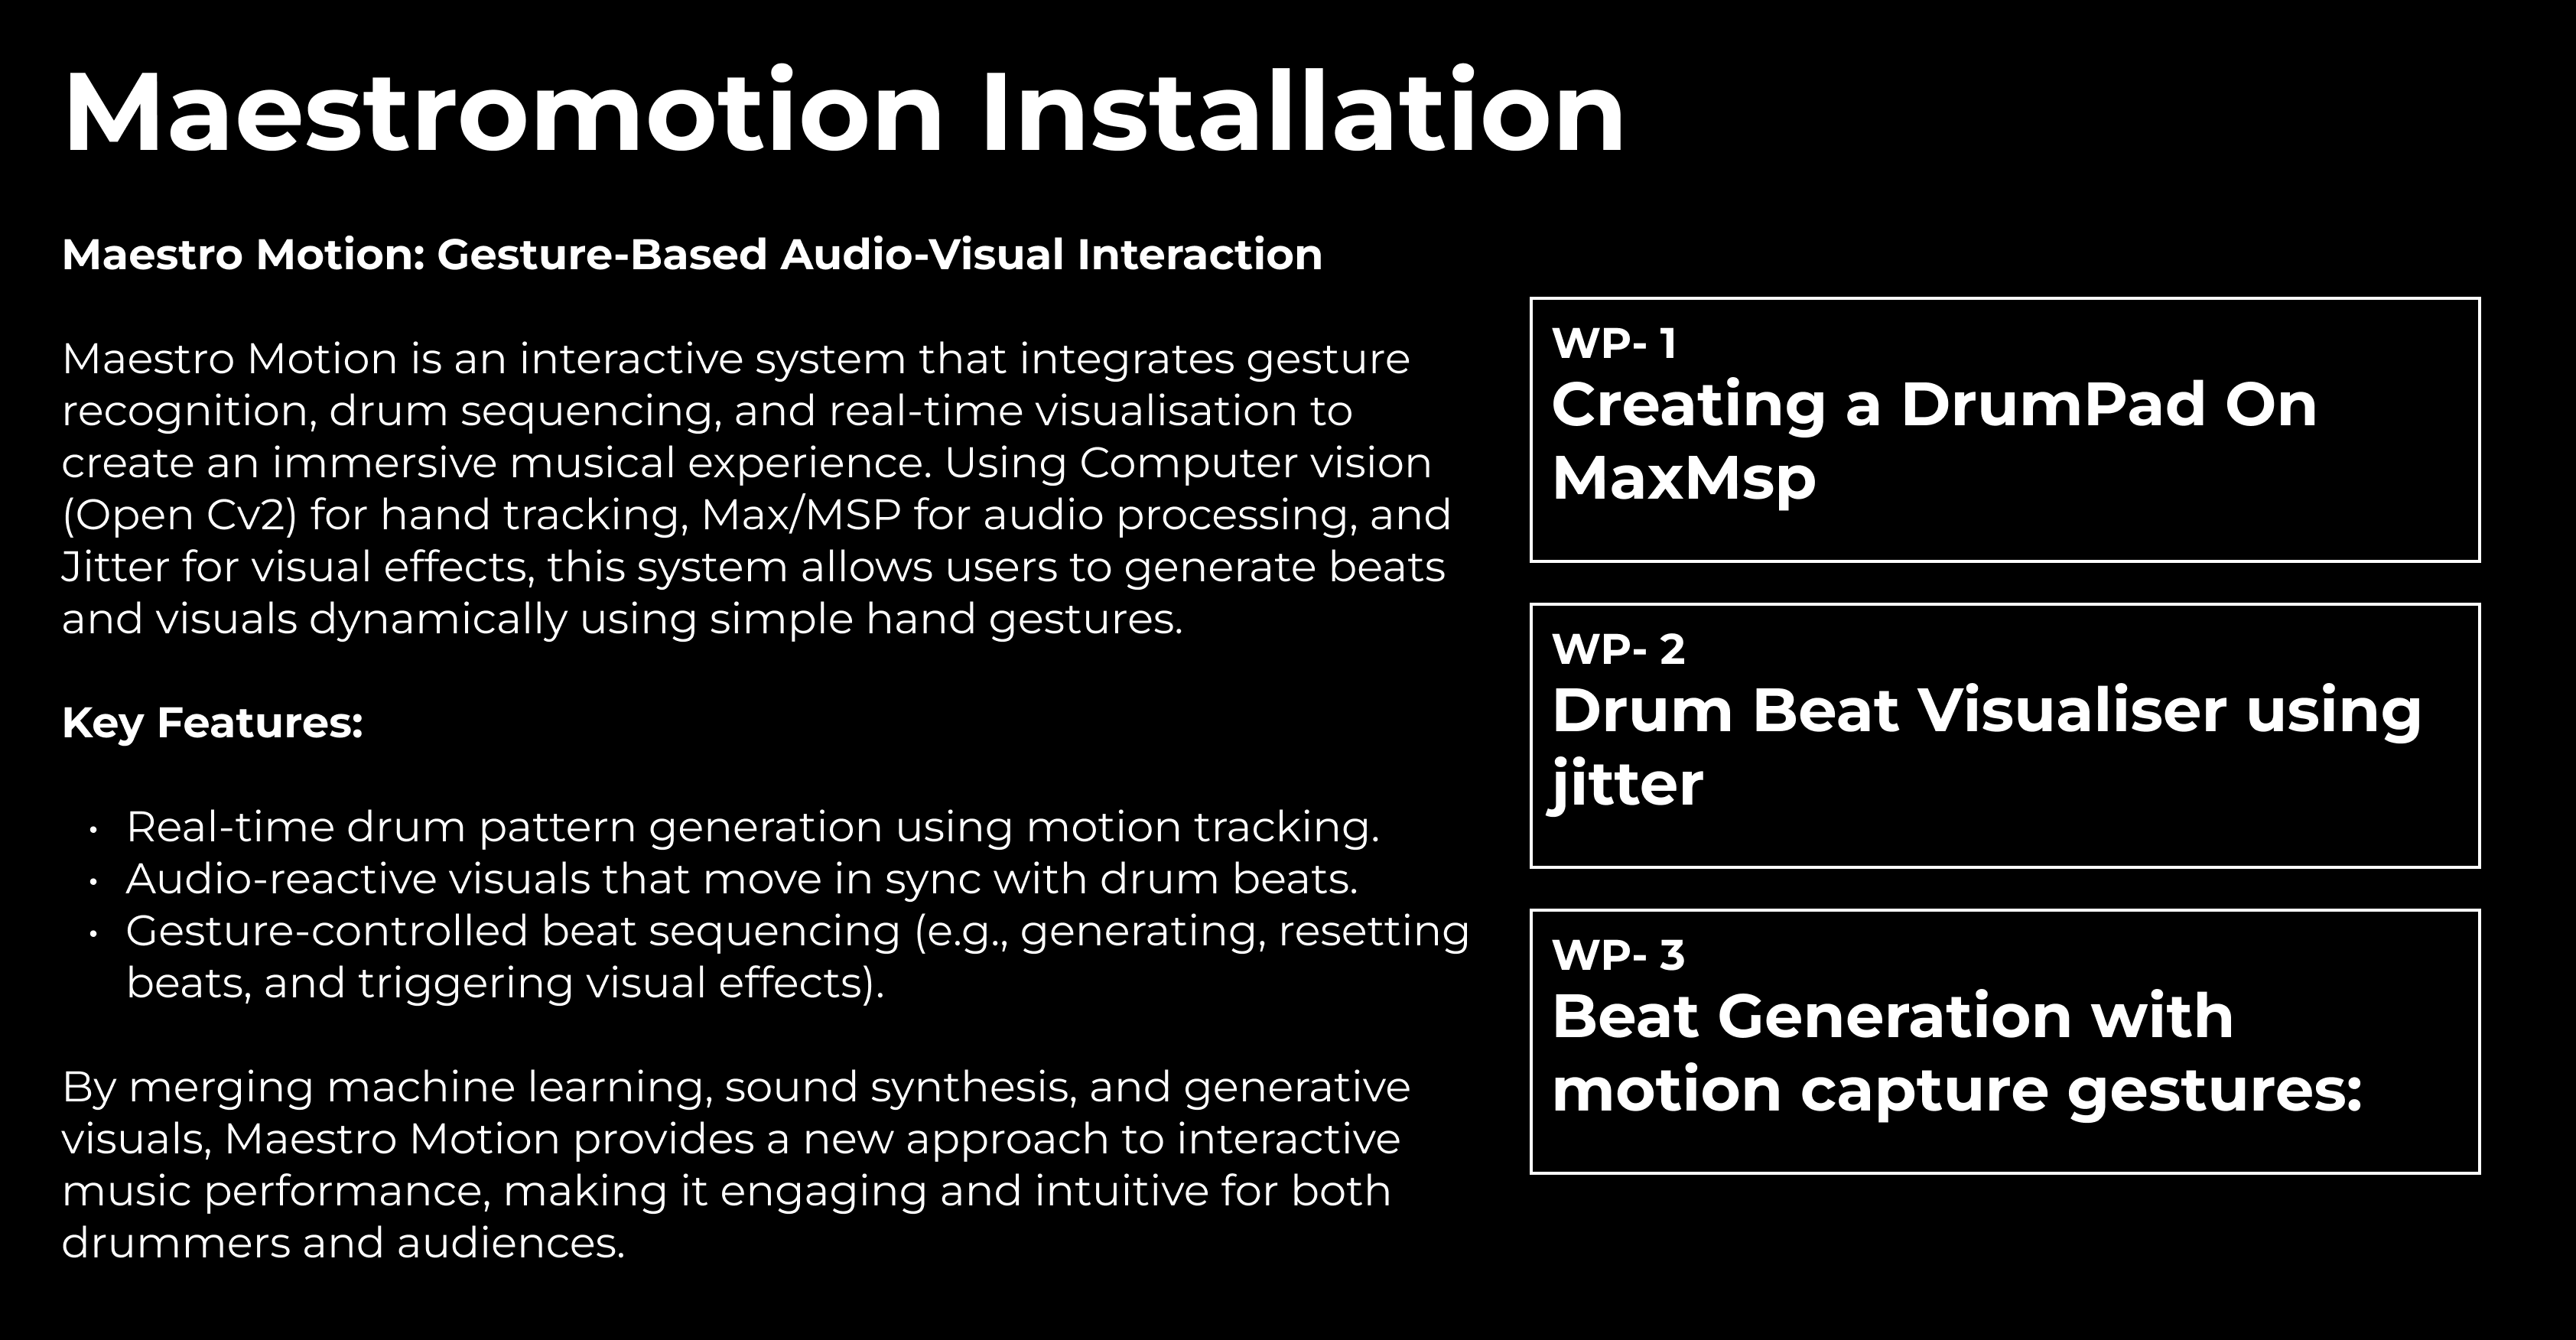 Maestromotion Installation
Maestro Motion: Gesture-Based Audio-Visual Interaction
Maestro Motion is an interactive system that integrates gesture
recognition, drum sequencing, and real-time visualisation to
create an immersive musical experience. Using Computer vision
(Open Cv2) for hand tracking, Max/MSP for audio processing, and
Jitter for visual effects, this system allows users to generate beats
and visuals dynamically using simple hand gestures.
Key Features:
• Real-time drum pattern generation using motion tracking.
• Audio-reactive visuals that move in sync with drum beats.
• Gesture-controlled beat sequencing (e.g., generating, resetting
beats, and triggering visual effects).
By merging machine learning, sound synthesis, and generative
visuals, Maestro Motion provides a new approach to interactive
music performance, making it engaging and intuitive for both
drummers and audiences.
WP- 1
Creating a DrumPad On
MaxMsp
WP- 2
Drum Beat Visualiser using
jitter
WP- 3
Beat Generation with
motion capture gestures: